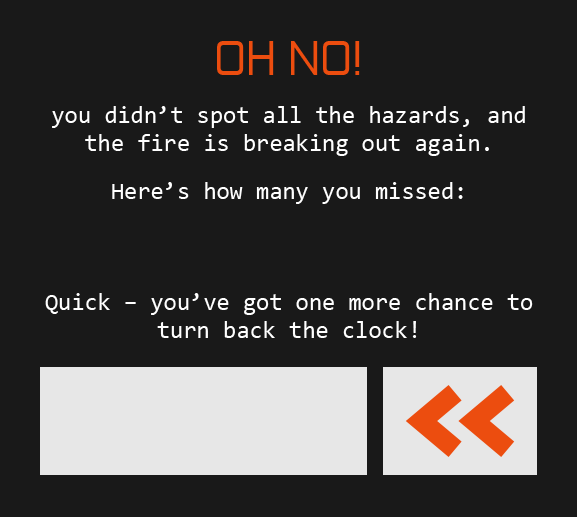 OH NO!
you didn’t spot all the hazards, and
the fire is breaking out again.
Here’s how many you missed:
Quick – you’ve got one more chance to
turn back the clock!